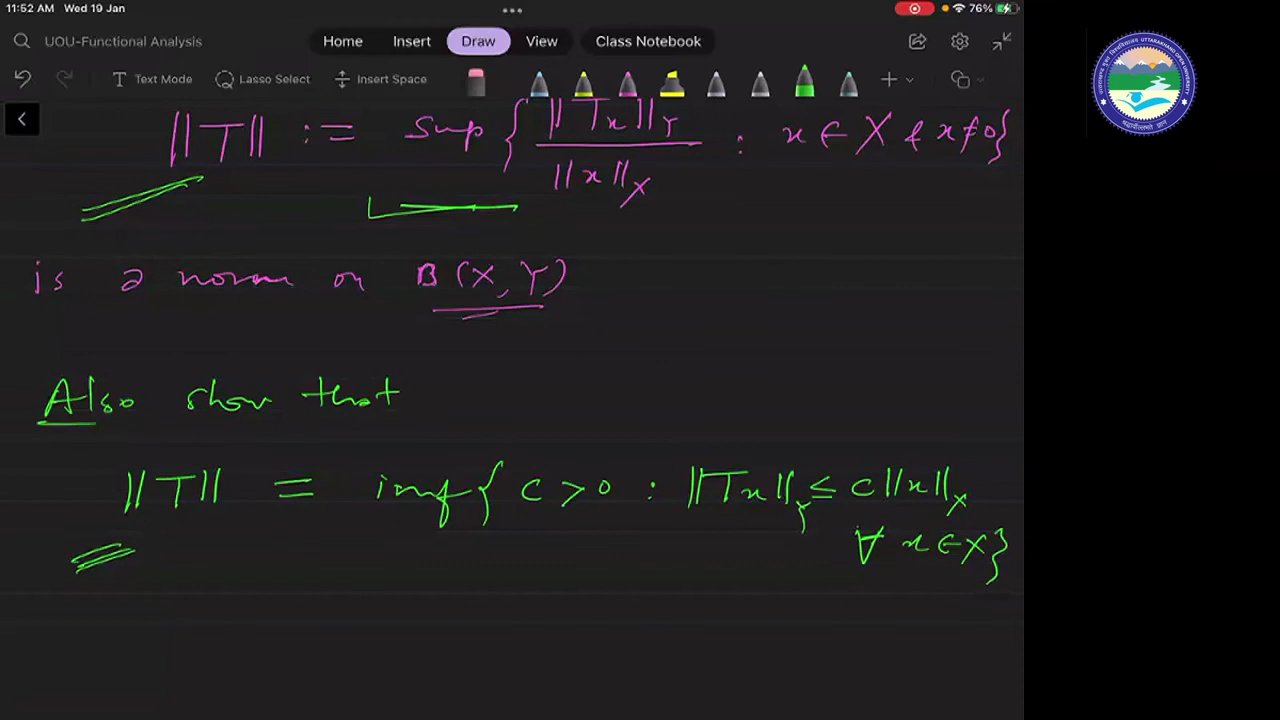 11:52 AM Wed 19 Jan
76%
UOU-Functional Analysis
Home Insert Draw View Class Notebook
Text Mode Lasso Select Insert Space
||T|| := Sup { ||Tx||_Y / ||x||_X : x ∈ X & x ≠ 0 }
is a norm on B(X, Y)
Also show that
||T|| = inf { c > 0 : ||Tx||_Y ≤ c ||x||_X
∀ x ∈ X }